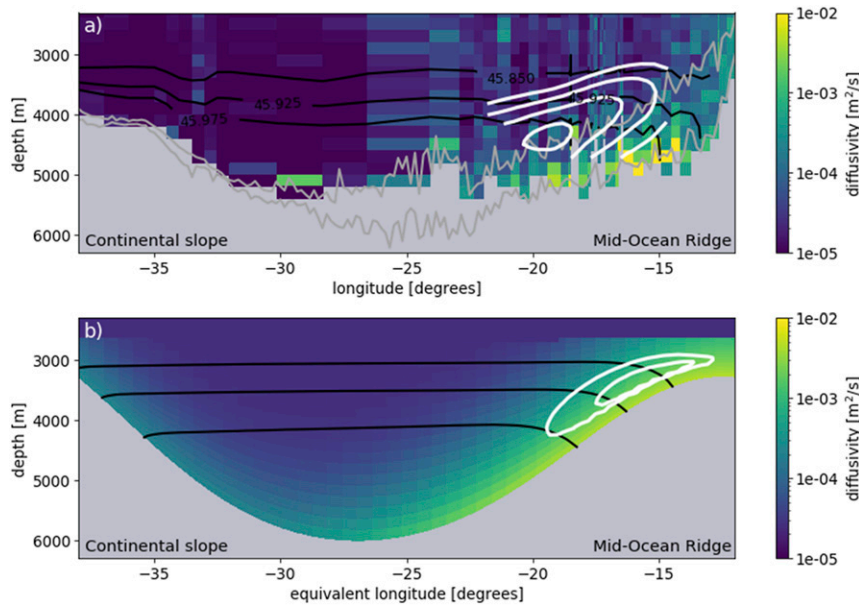 a)
3000
4000
5000
6000
depth [m]
45.850
45.925
45.925
45.975
Continental slope
Mid-Ocean Ridge
−35
−30
−25
−20
−15
longitude [degrees]
1e-02
1e-03
1e-04
1e-05
diffusivity [m²/s]
b)
3000
4000
5000
6000
depth [m]
Continental slope
Mid-Ocean Ridge
−35
−30
−25
−20
−15
equivalent longitude [degrees]
1e-02
1e-03
1e-04
1e-05
diffusivity [m²/s]